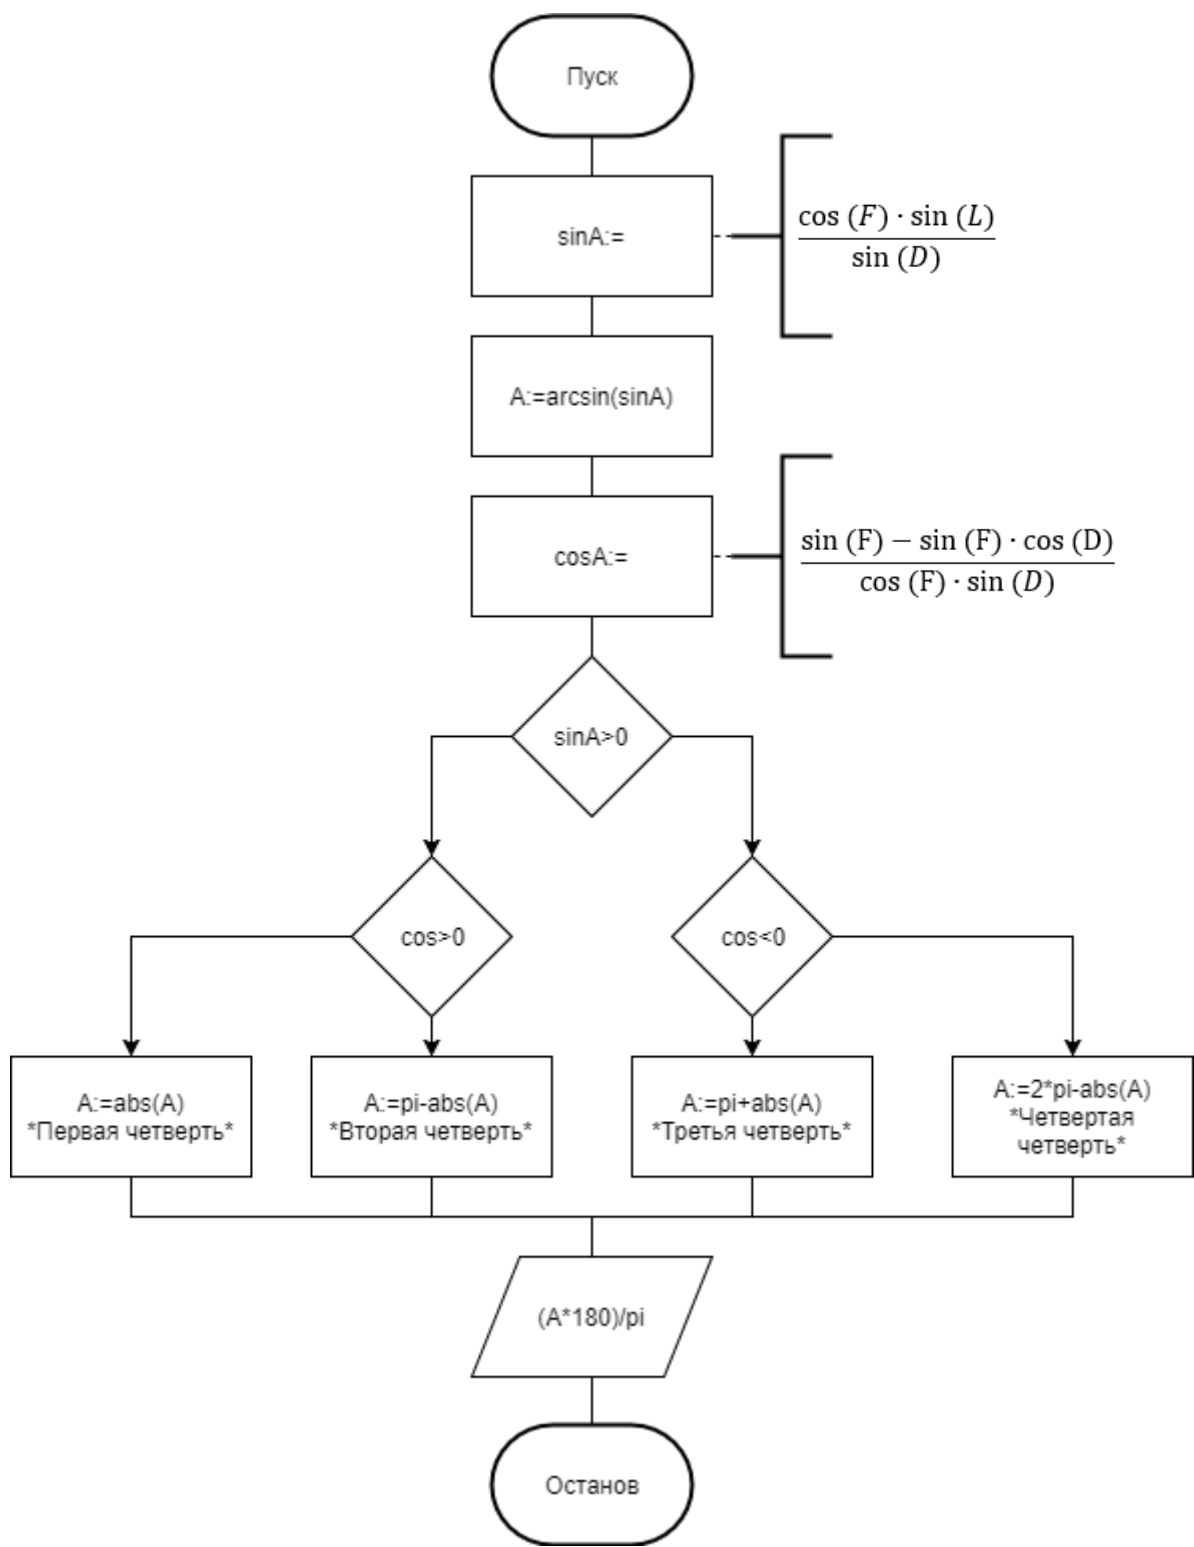 Пуск
sinA:=
cos (F) · sin (L)
sin (D)
A:=arcsin(sinA)
cosA:=
sin (F) − sin (F) · cos (D)
cos (F) · sin (D)
sinA>0
cos>0
cos<0
A:=abs(A)
*Первая четверть*
A:=pi-abs(A)
*Вторая четверть*
A:=pi+abs(A)
*Третья четверть*
A:=2*pi-abs(A)
*Четвертая
четверть*
(A*180)/pi
Останов